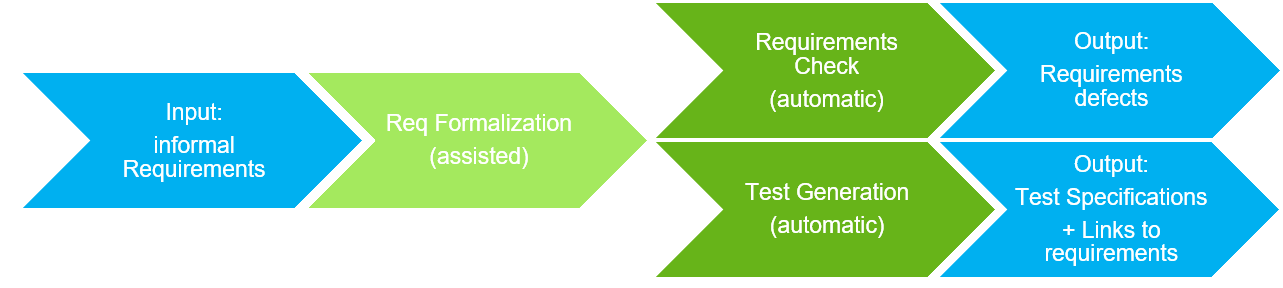 Input:
informal
Requirements
Req Formalization
(assisted)
Requirements
Check
(automatic)
Output:
Requirements
defects
Test Generation
(automatic)
Output:
Test Specifications
+ Links to
requirements